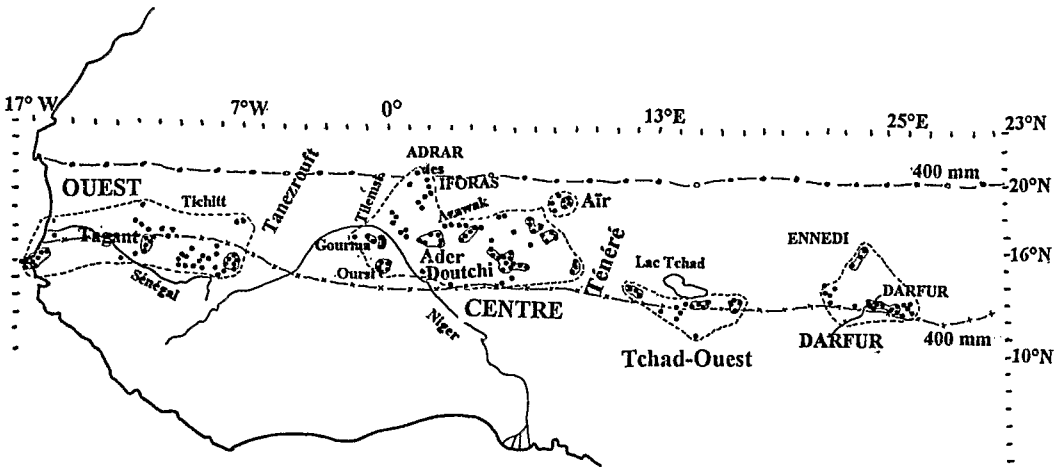 17° W
7°W
0°
13°E
25°E
23°N
ADRAR
des
IFORAS
400 mm
20°N
OUEST
Tichitt
Tanezrouft
Tilemsi
Azawak
Aïr
Tagant
Gourma
Ader
Doutchi
Oursi
Ténéré
ENNEDI
16°N
Lac Tchad
Sénégal
CENTRE
Niger
DARFUR
DARFUR
400 mm
Tchad-Ouest
10°N